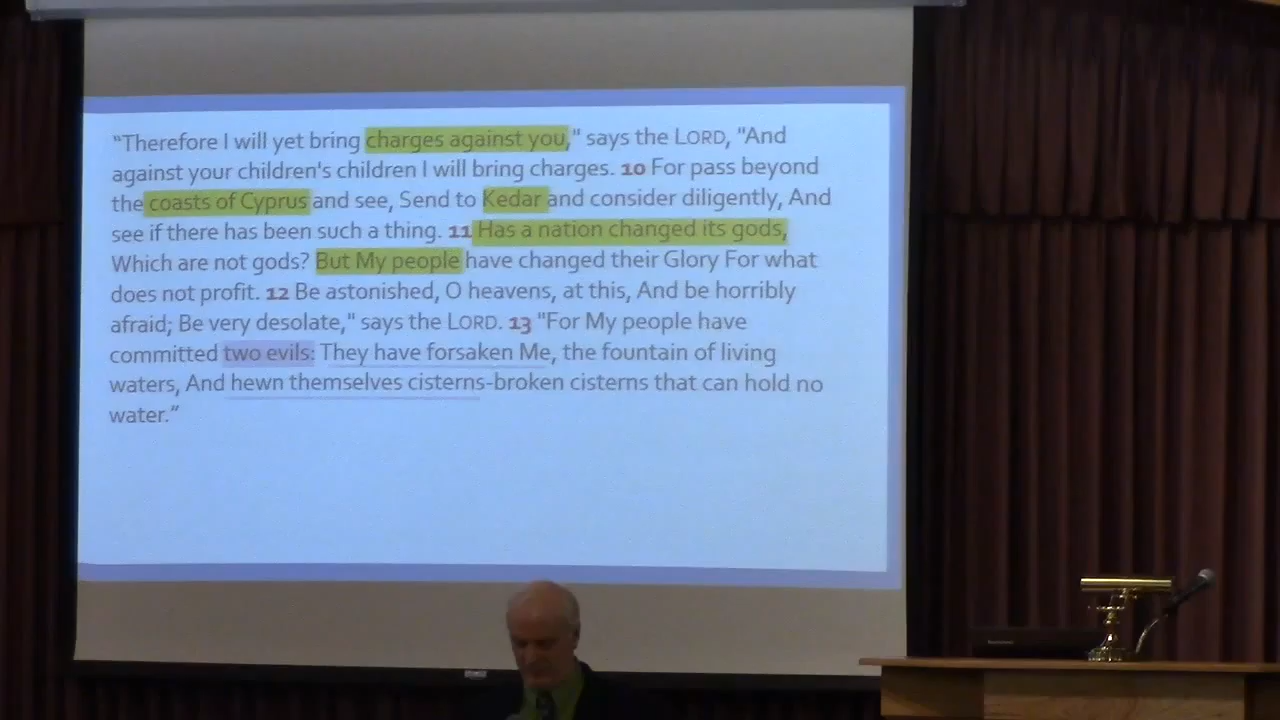 “Therefore I will yet bring charges against you," says the LORD, "And
against your children's children I will bring charges. 10 For pass beyond
the coasts of Cyprus and see, Send to Kedar and consider diligently, And
see if there has been such a thing. 11 Has a nation changed its gods,
Which are not gods? But My people have changed their Glory For what
does not profit. 12 Be astonished, O heavens, at this, And be horribly
afraid; Be very desolate," says the LORD. 13 "For My people have
committed two evils: They have forsaken Me, the fountain of living
waters, And hewn themselves cisterns-broken cisterns that can hold no
water.”